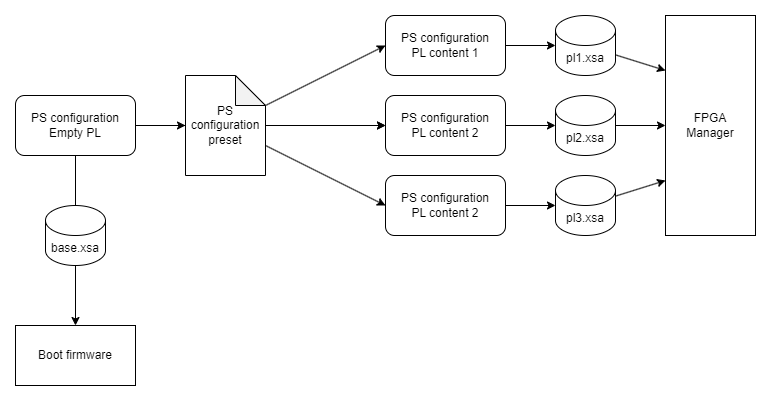 PS configuration
Empty PL
base.xsa
Boot firmware
PS
configuration
preset
PS configuration
PL content 1
pl1.xsa
PS configuration
PL content 2
pl2.xsa
PS configuration
PL content 2
pl3.xsa
FPGA
Manager